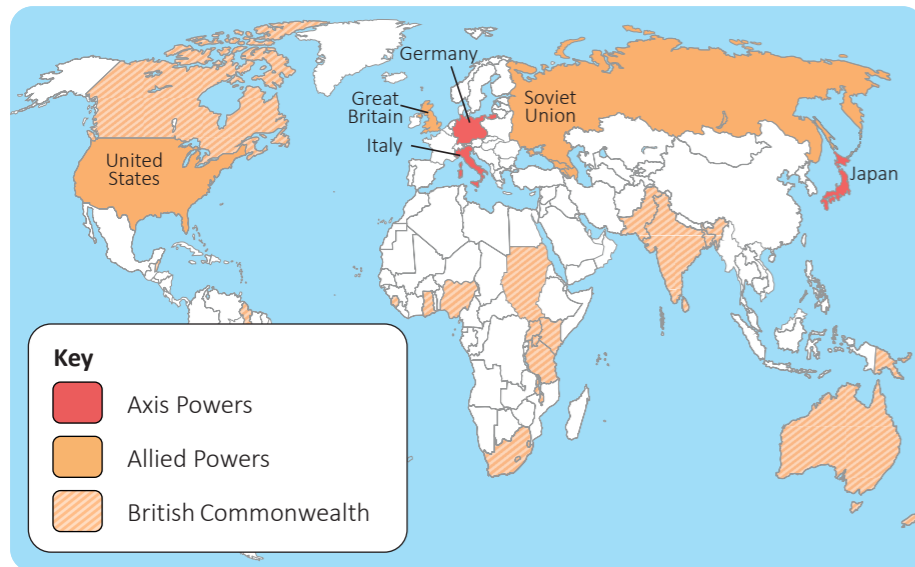 Germany
Great
Britain
Soviet
Union
Italy
United
States
Japan
Key
Axis Powers
Allied Powers
British Commonwealth